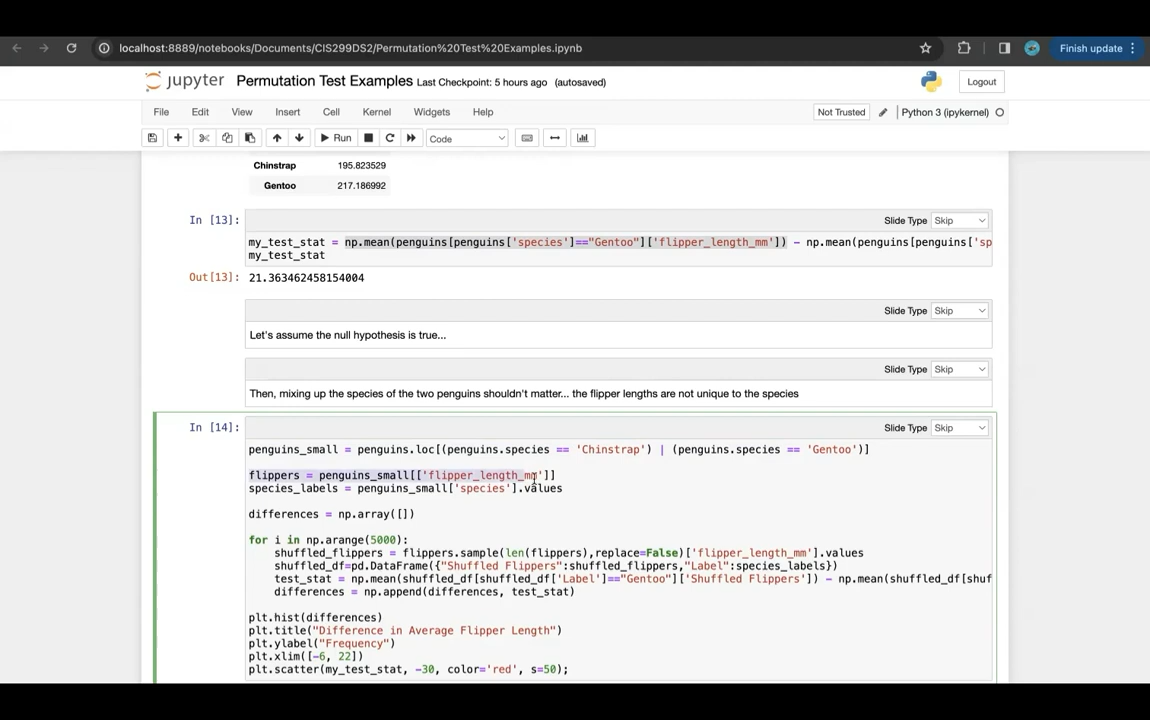 localhost:8889/notebooks/Documents/CIS299DS2/Permutation%20Test%20Examples.ipynb
Finish update
jupyter Permutation Test Examples Last Checkpoint: 5 hours ago (autosaved)
Logout
File Edit View Insert Cell Kernel Widgets Help
Not Trusted
Python 3 (ipykernel)
Run
Code
Chinstrap 195.823529
Gentoo 217.186992
In [13]:
Slide Type Skip
my_test_stat = np.mean(penguins[penguins['species']=="Gentoo"]['flipper_length_mm']) - np.mean(penguins[penguins['sp
my_test_stat
Out[13]: 21.363462458154004
Slide Type Skip
Let's assume the null hypothesis is true...
Slide Type Skip
Then, mixing up the species of the two penguins shouldn't matter... the flipper lengths are not unique to the species
In [14]:
Slide Type Skip
penguins_small = penguins.loc[(penguins.species == 'Chinstrap') | (penguins.species == 'Gentoo')]
flippers = penguins_small[['flipper_length_mm']]
species_labels = penguins_small['species'].values
differences = np.array([])
for i in np.arange(5000):
shuffled_flippers = flippers.sample(len(flippers),replace=False)['flipper_length_mm'].values
shuffled_df=pd.DataFrame({"Shuffled Flippers":shuffled_flippers,"Label":species_labels})
test_stat = np.mean(shuffled_df[shuffled_df['Label']=="Gentoo"]['Shuffled Flippers']) - np.mean(shuffled_df[shuf
differences = np.append(differences, test_stat)
plt.hist(differences)
plt.title("Difference in Average Flipper Length")
plt.ylabel("Frequency")
plt.xlim([-6, 22])
plt.scatter(my_test_stat, -30, color='red', s=50);